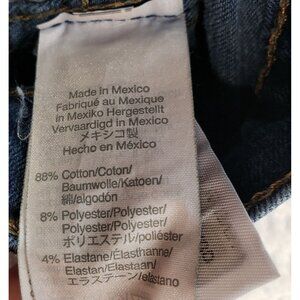 Made in Mexico
Fabriqué au Mexique
in Mexiko Hergestellt
Vervaardigd in Mexico
メキシコ製
Hecho en México
88% Cotton/Coton/
Baumwolle/Katoen/
綿/algodón
8% Polyester/Polyester/
Polyester/Polyester/
ポリエステル/poliéster
4% Elastane/Élasthanne/
Elastan/Elastaan/
エラステーン/elastano